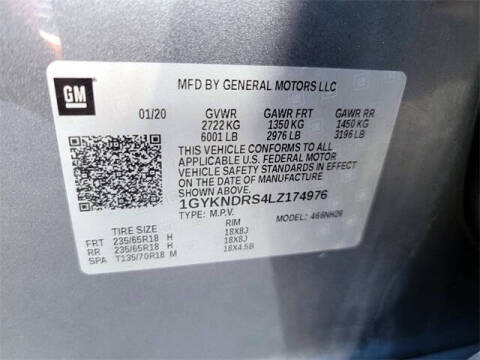 GM
MFD BY GENERAL MOTORS LLC
01/20 GVWR GAWR FRT GAWR RR
2722 KG 1350 KG 1450 KG
6001 LB 2976 LB 3196 LB
THIS VEHICLE CONFORMS TO ALL
APPLICABLE U.S. FEDERAL MOTOR
VEHICLE SAFETY STANDARDS IN
EFFECT ON THE DATE OF MANUFACTURE
SHOWN ABOVE.
1GYKNDRS4LZ174976
TYPE: M.P.V. MODEL: 466NH26
TIRE SIZE RIM
FRT 235/65R18 H 18X8J
RR 235/65R18 H 18X8J
SPA T135/70R18 M 18X4.5B